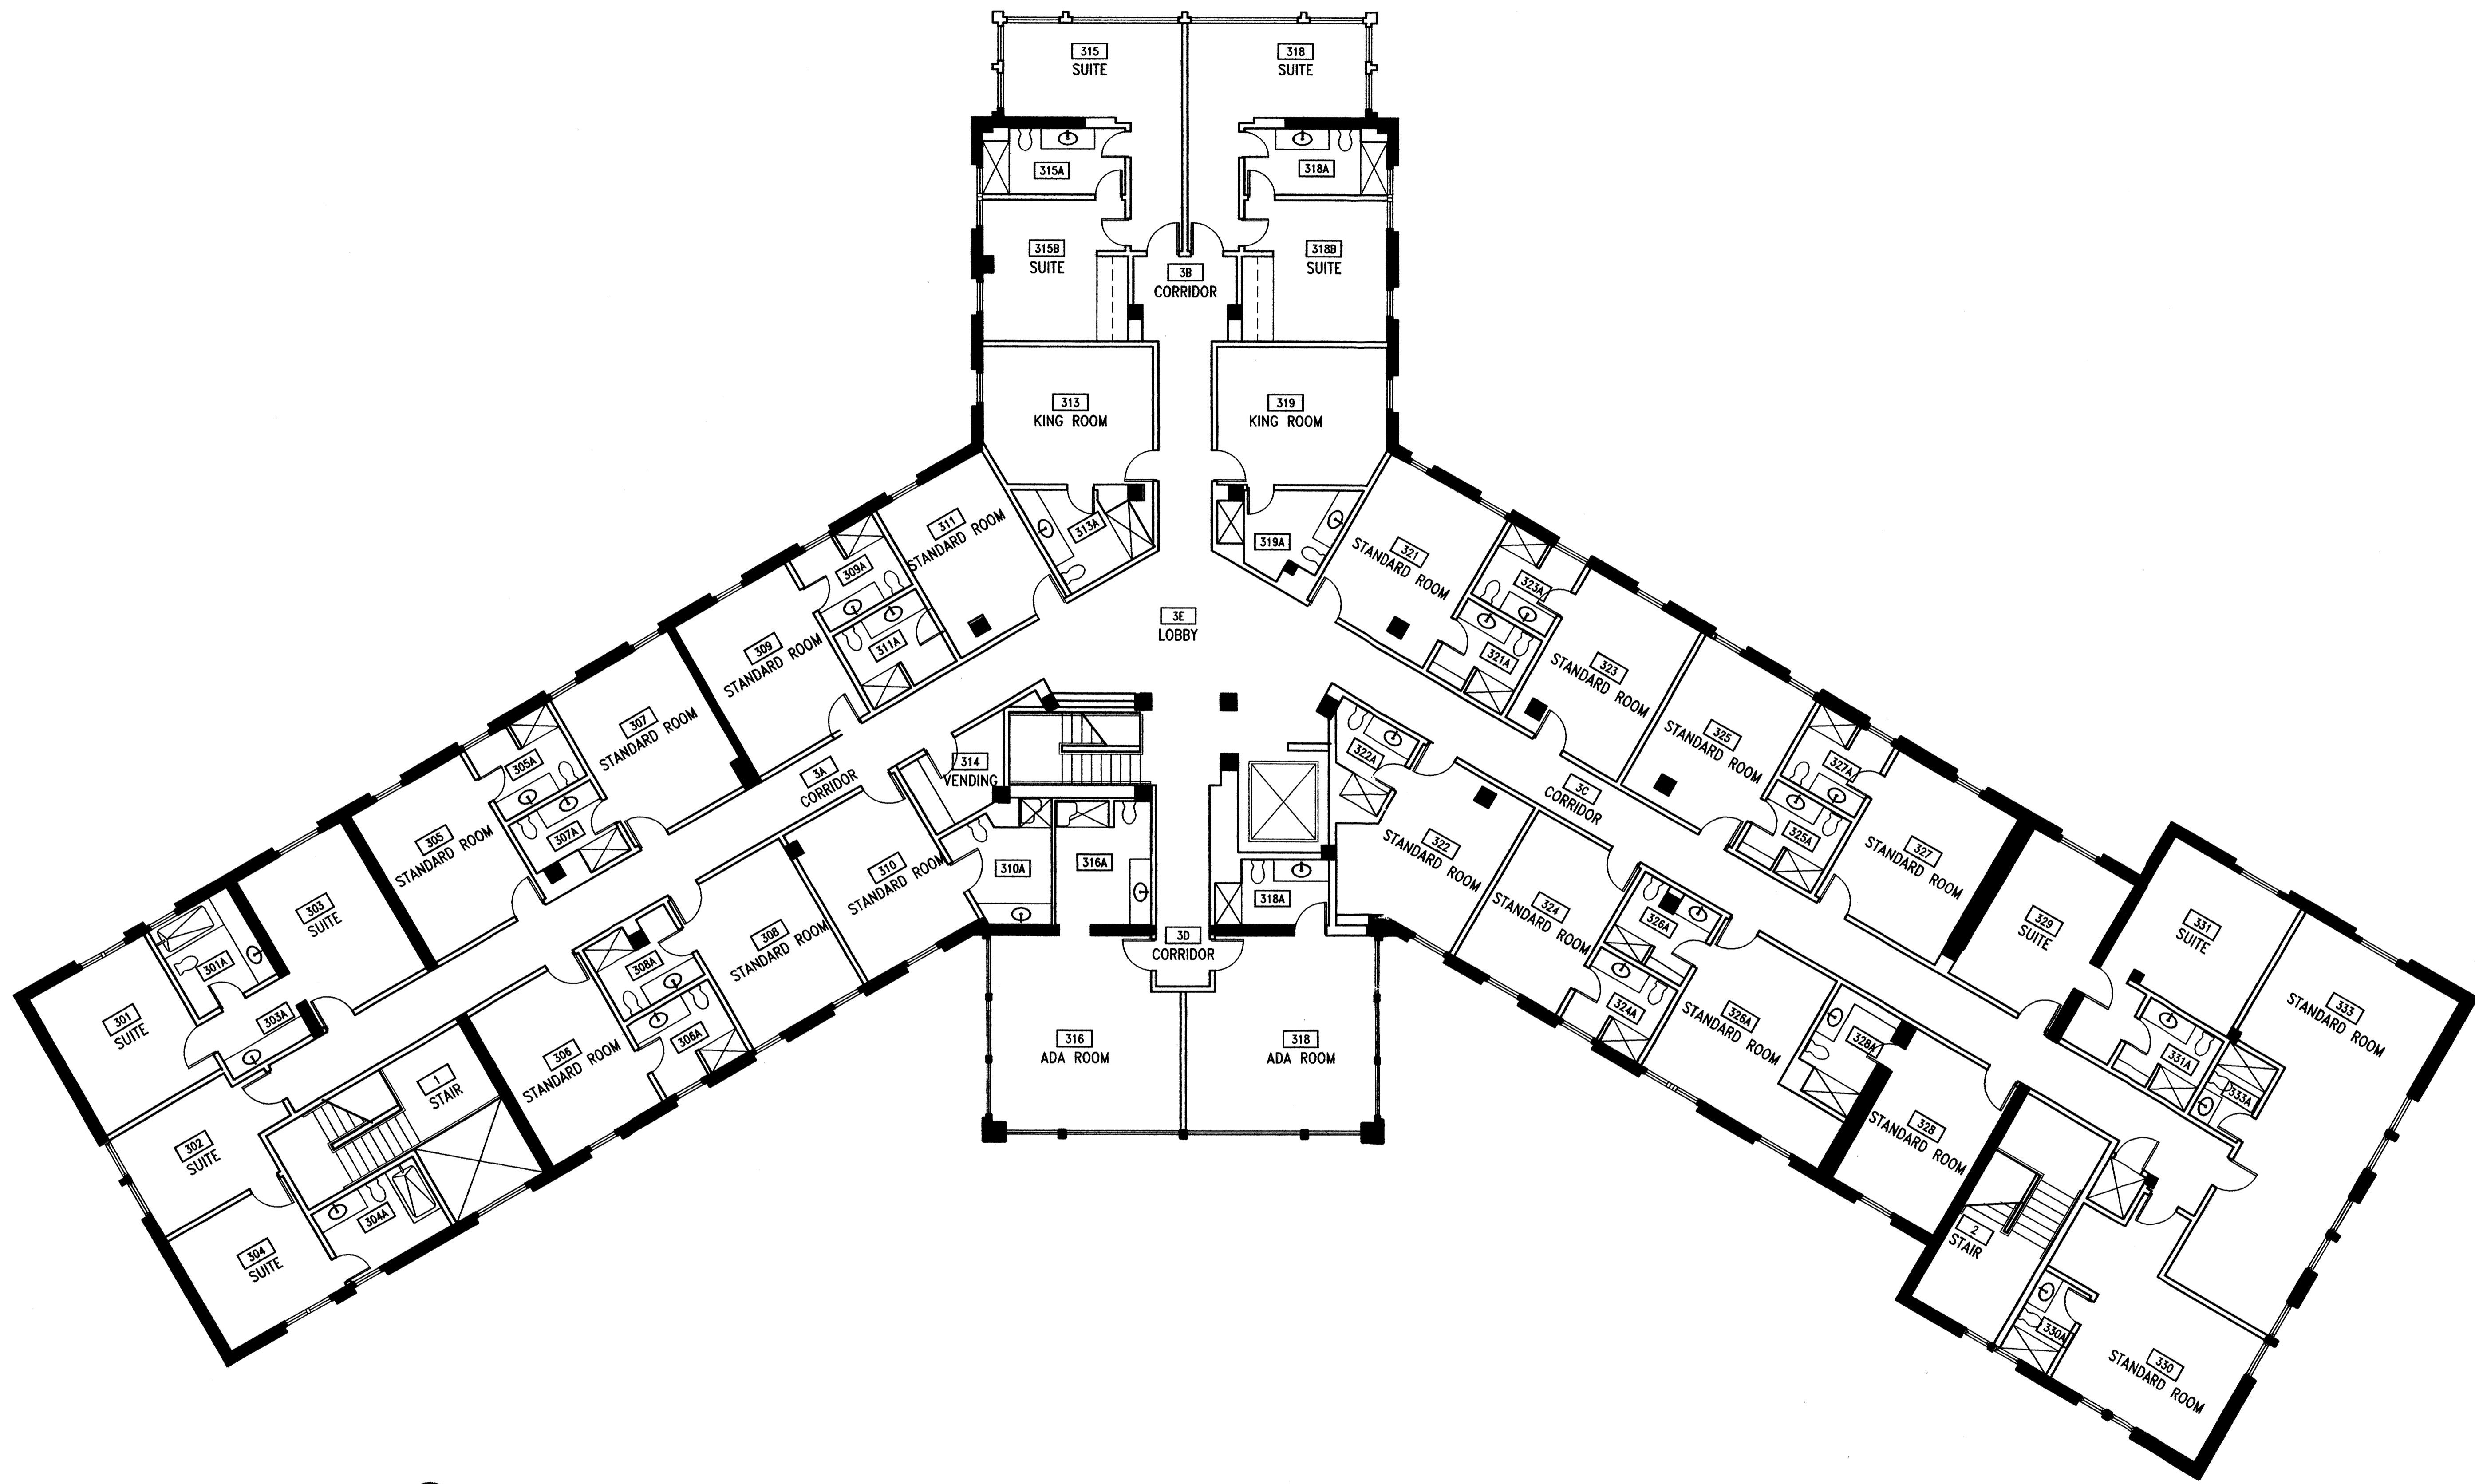 315
SUITE
318
SUITE
315A
318A
315B
SUITE
318B
SUITE
3B
CORRIDOR
313
KING ROOM
319
KING ROOM
313A
319A
311
STANDARD ROOM
309A
311A
309
STANDARD ROOM
307
STANDARD ROOM
305A
307A
305
STANDARD ROOM
303
SUITE
301A
303A
301
SUITE
302
SUITE
304
SUITE
304A
1
STAIR
306
STANDARD ROOM
306A
308A
308
STANDARD ROOM
310
STANDARD ROOM
310A
3A
CORRIDOR
314
VENDING
3E
LOBBY
316A
318A
3D
CORRIDOR
316
ADA ROOM
318
ADA ROOM
321
STANDARD ROOM
323A
321A
323
STANDARD ROOM
325
STANDARD ROOM
327A
325A
327
STANDARD ROOM
3C
CORRIDOR
322A
322
STANDARD ROOM
324
STANDARD ROOM
326A
324A
326A
STANDARD ROOM
328A
328
STANDARD ROOM
329
SUITE
331
SUITE
331A
333A
333
STANDARD ROOM
2
STAIR
330A
330
STANDARD ROOM